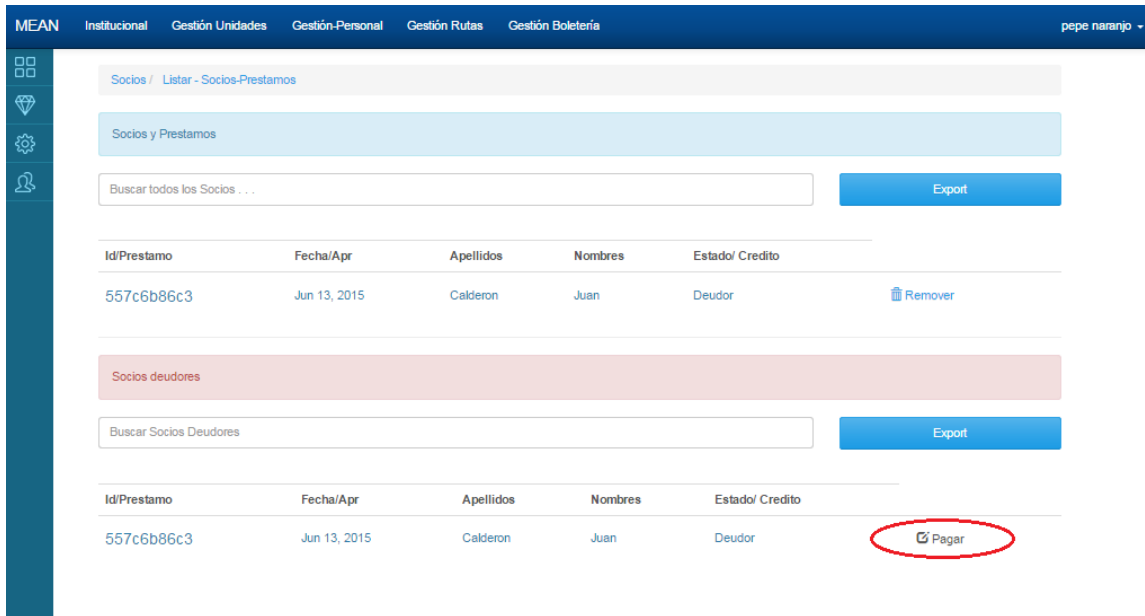 MEAN Institucional Gestión Unidades Gestión-Personal Gestión Rutas Gestión Boletería pepe naranjo
Socios / Listar - Socios-Prestamos
Socios y Prestamos
Buscar todos los Socios . . . Export
Id/Prestamo Fecha/Apr Apellidos Nombres Estado/ Credito
557c6b86c3 Jun 13, 2015 Calderon Juan Deudor Remover
Socios deudores
Buscar Socios Deudores Export
Id/Prestamo Fecha/Apr Apellidos Nombres Estado/ Credito
557c6b86c3 Jun 13, 2015 Calderon Juan Deudor Pagar